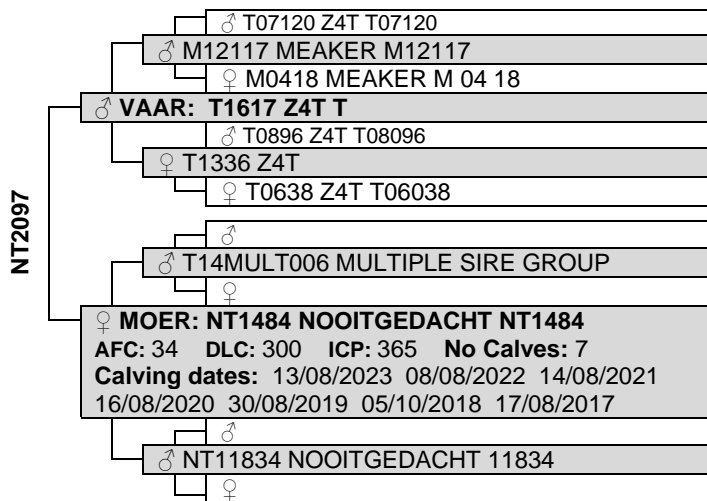 ♂ T07120 Z4T T07120
♂ M12117 MEAKER M12117
♀ M0418 MEAKER M 04 18
♂ VAAR: T1617 Z4T T
♂ T0896 Z4T T08096
♀ T1336 Z4T
♀ T0638 Z4T T06038
NT2097
♂
♂ T14MULT006 MULTIPLE SIRE GROUP
♀
♀ MOER: NT1484 NOOITGEDACHT NT1484
AFC: 34 DLC: 300 ICP: 365 No Calves: 7
Calving dates: 13/08/2023 08/08/2022 14/08/2021
16/08/2020 30/08/2019 05/10/2018 17/08/2017
♂
♂ NT11834 NOOITGEDACHT 11834
♀